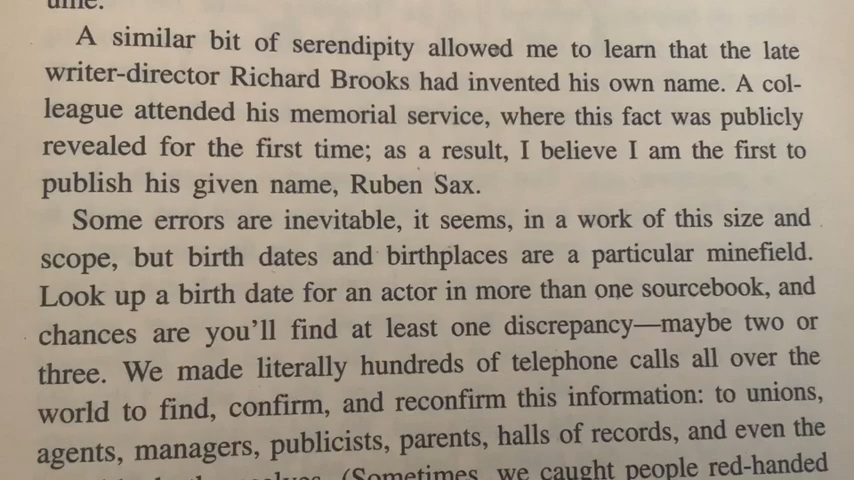 A similar bit of serendipity allowed me to learn that the late
writer-director Richard Brooks had invented his own name. A col-
league attended his memorial service, where this fact was publicly
revealed for the first time; as a result, I believe I am the first to
publish his given name, Ruben Sax.
Some errors are inevitable, it seems, in a work of this size and
scope, but birth dates and birthplaces are a particular minefield.
Look up a birth date for an actor in more than one sourcebook, and
chances are you'll find at least one discrepancy—maybe two or
three. We made literally hundreds of telephone calls all over the
world to find, confirm, and reconfirm this information: to unions,
agents, managers, publicists, parents, halls of records, and even the
(Sometimes, we caught people red-handed